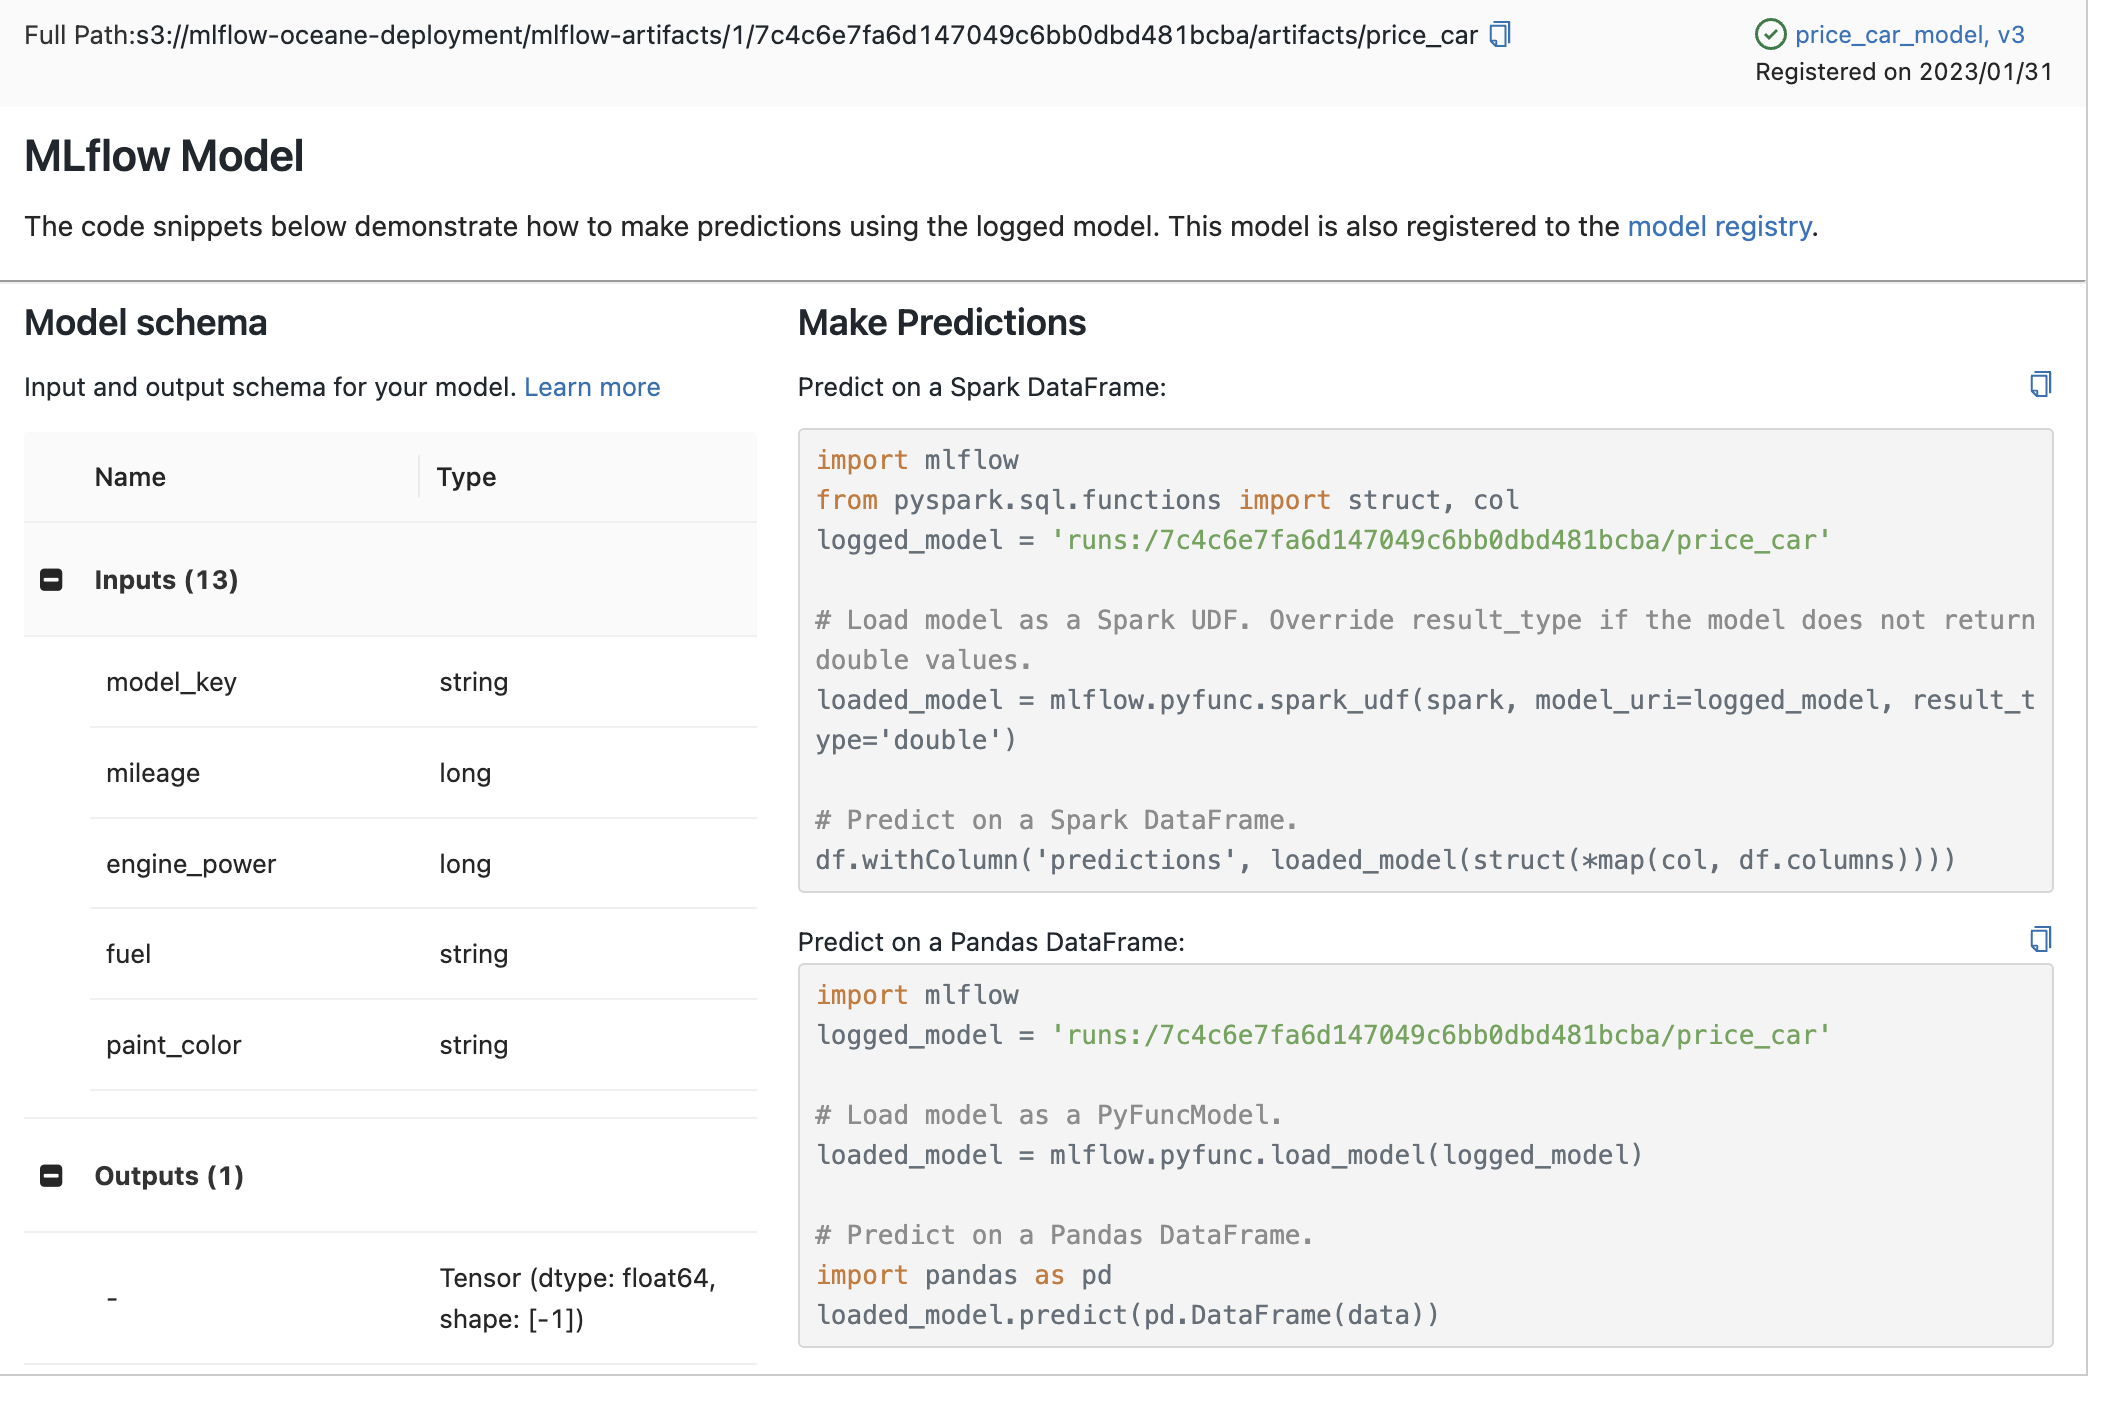 Full Path:s3://mlflow-oceane-deployment/mlflow-artifacts/1/7c4c6e7fa6d147049c6bb0dbd481bcba/artifacts/price_car
price_car_model, v3
Registered on 2023/01/31
MLflow Model
The code snippets below demonstrate how to make predictions using the logged model. This model is also registered to the model registry.
Model schema
Input and output schema for your model. Learn more
Name Type
Inputs (13)
model_key string
mileage long
engine_power long
fuel string
paint_color string
Outputs (1)
- Tensor (dtype: float64,
shape: [-1])
Make Predictions
Predict on a Spark DataFrame:
import mlflow
from pyspark.sql.functions import struct, col
logged_model = 'runs:/7c4c6e7fa6d147049c6bb0dbd481bcba/price_car'
# Load model as a Spark UDF. Override result_type if the model does not return
double values.
loaded_model = mlflow.pyfunc.spark_udf(spark, model_uri=logged_model, result_t
ype='double')
# Predict on a Spark DataFrame.
df.withColumn('predictions', loaded_model(struct(*map(col, df.columns))))
Predict on a Pandas DataFrame:
import mlflow
logged_model = 'runs:/7c4c6e7fa6d147049c6bb0dbd481bcba/price_car'
# Load model as a PyFuncModel.
loaded_model = mlflow.pyfunc.load_model(logged_model)
# Predict on a Pandas DataFrame.
import pandas as pd
loaded_model.predict(pd.DataFrame(data))